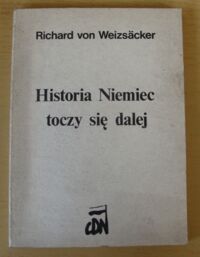 Richard von Weizsäcker
Historia Niemiec
toczy się dalej
CDN